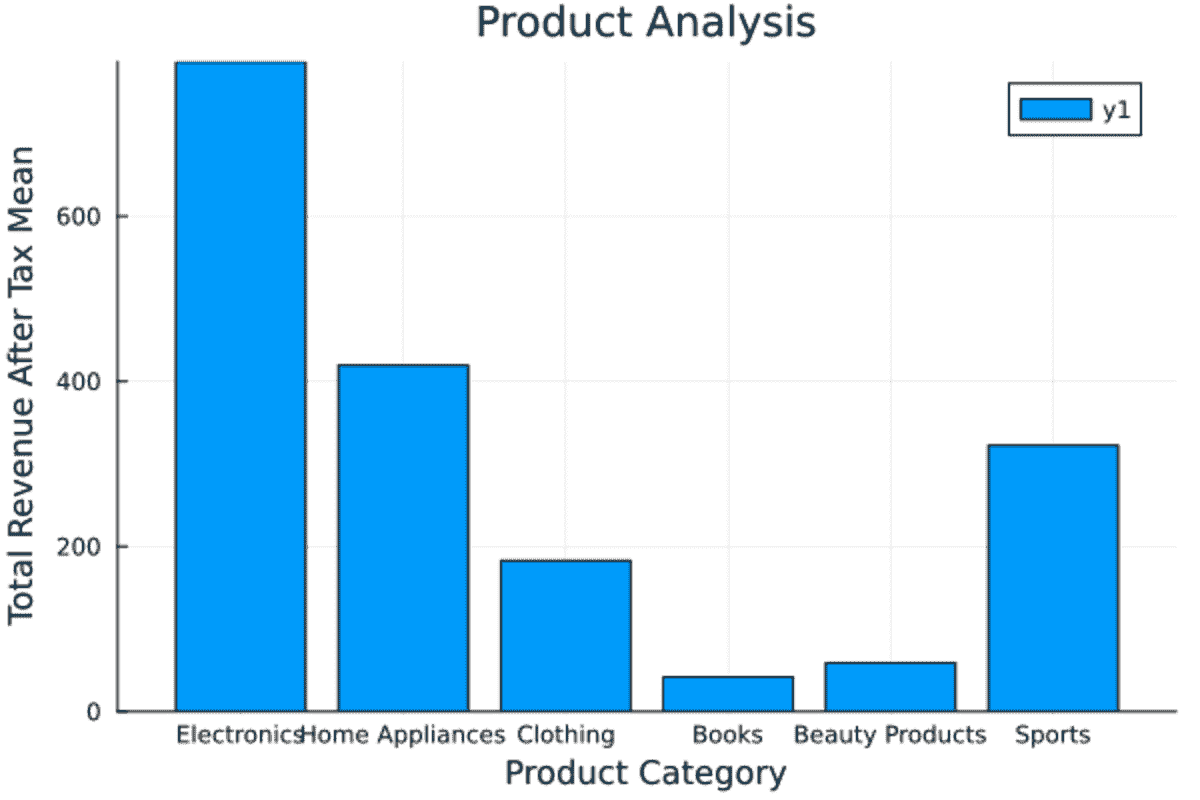 Product Analysis
y1
Total Revenue After Tax Mean
600
400
200
0
Electronics Home Appliances Clothing Books Beauty Products Sports
Product Category